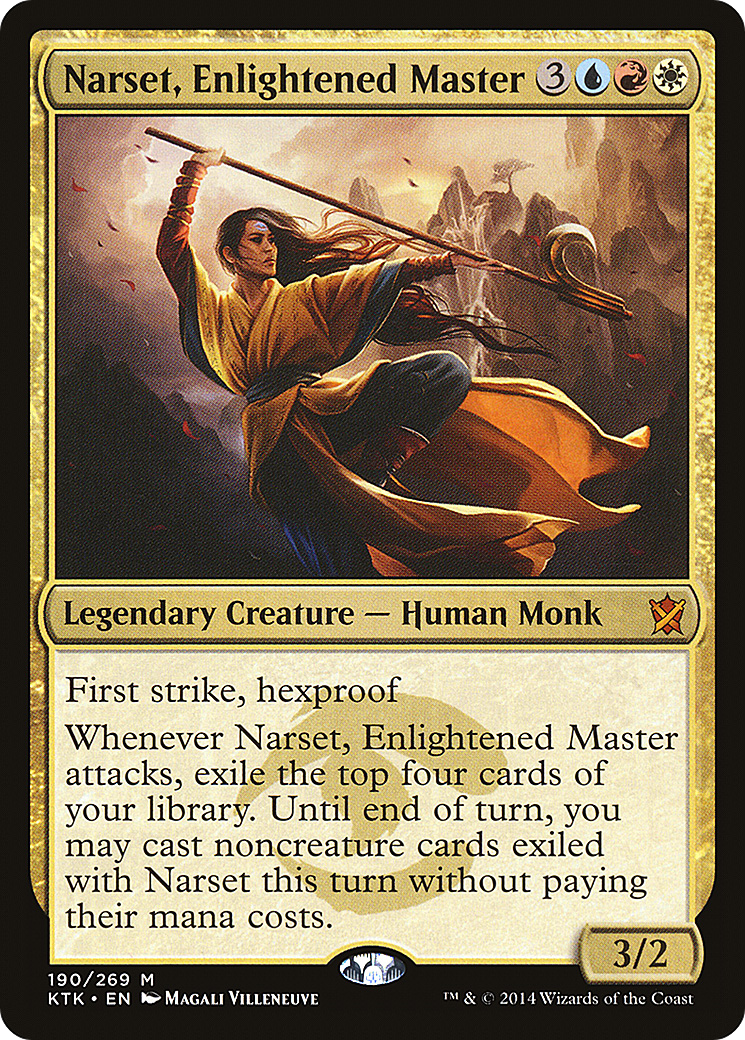 Narset, Enlightened Master 3
Legendary Creature — Human Monk
First strike, hexproof
Whenever Narset, Enlightened Master
attacks, exile the top four cards of
your library. Until end of turn, you
may cast noncreature cards exiled
with Narset this turn without paying
their mana costs.
3/2
190/269 M
KTK • EN Magali Villeneuve
™ & © 2014 Wizards of the Coast